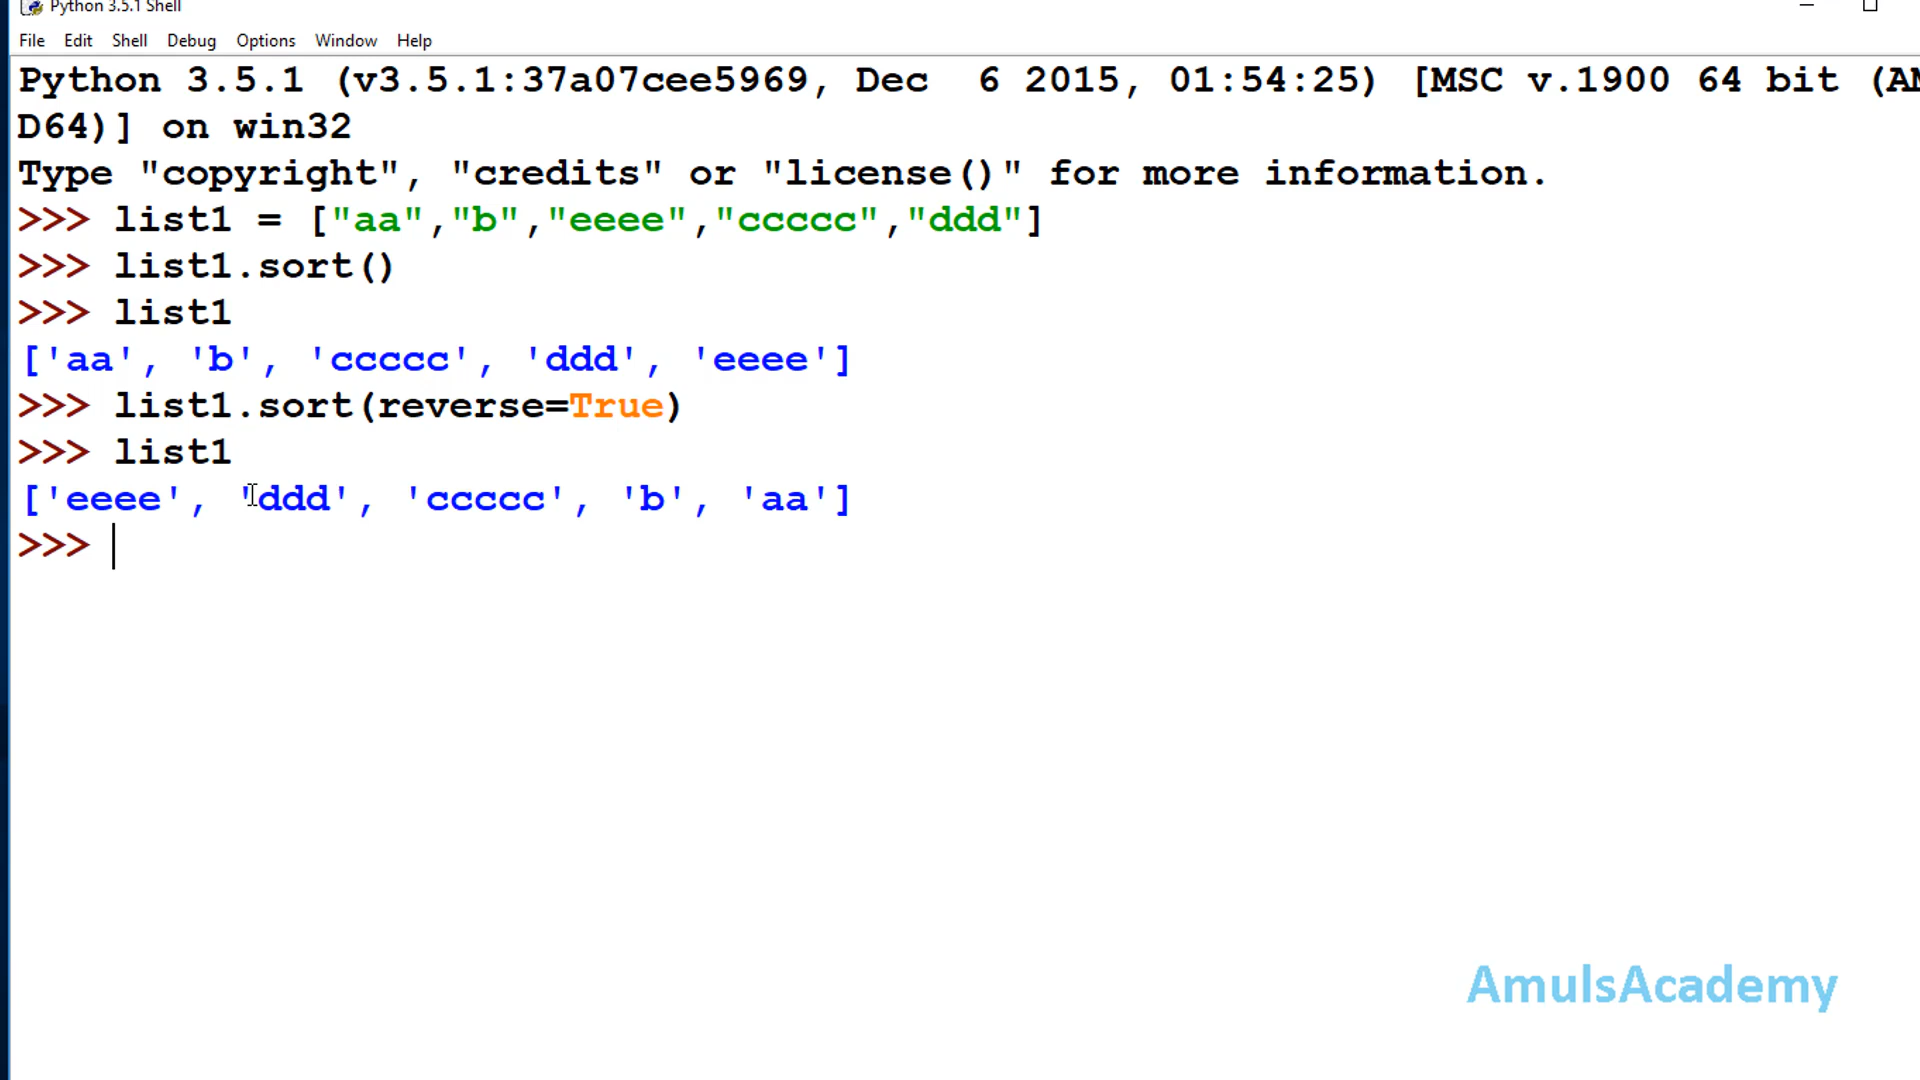 Python 3.5.1 Shell
File Edit Shell Debug Options Window Help
Python 3.5.1 (v3.5.1:37a07cee5969, Dec  6 2015, 01:54:25) [MSC v.1900 64 bit (AM
D64)] on win32
Type "copyright", "credits" or "license()" for more information.
>>> list1 = ["aa","b","eeee","ccccc","ddd"]
>>> list1.sort()
>>> list1
['aa', 'b', 'ccccc', 'ddd', 'eeee']
>>> list1.sort(reverse=True)
>>> list1
['eeee', 'ddd', 'ccccc', 'b', 'aa']
>>>
AmulsAcademy